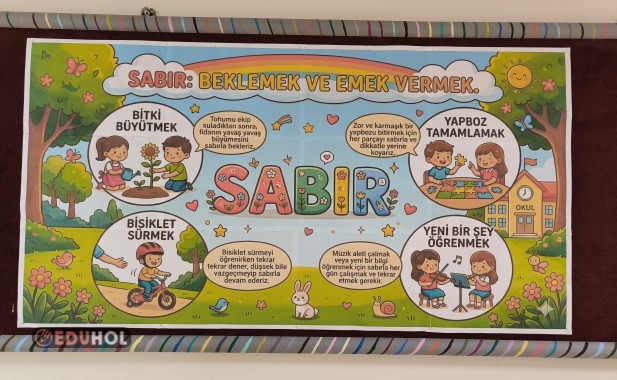 SABIR: BEKLEMEK VE EMEK VERMEK.
BİTKİ
BÜYÜTMEK
Tohumu ekip
suladıktan sonra,
fidanın yavaş yavaş
büyümesini
sabırla bekleriz.
Zor ve karmaşık bir
yapbozu bitirmek için
her parçayı sabırla ve
dikkatle yerine
koyarız.
YAPBOZ
TAMAMLAMAK
SABIR
OKUL
BİSİKLET
SÜRMEK
Bisiklet sürmeyi
öğrenirken tekrar
tekrar dener, düşsek bile
vazgeçmeyip sabırla
devam ederiz.
Müzik aleti çalmak
veya yeni bir bilgi
öğrenmek için sabırla her
gün çalışmak ve tekrar
etmek gerekir.
YENİ BİR ŞEY
ÖĞRENMEK
EDUHOL